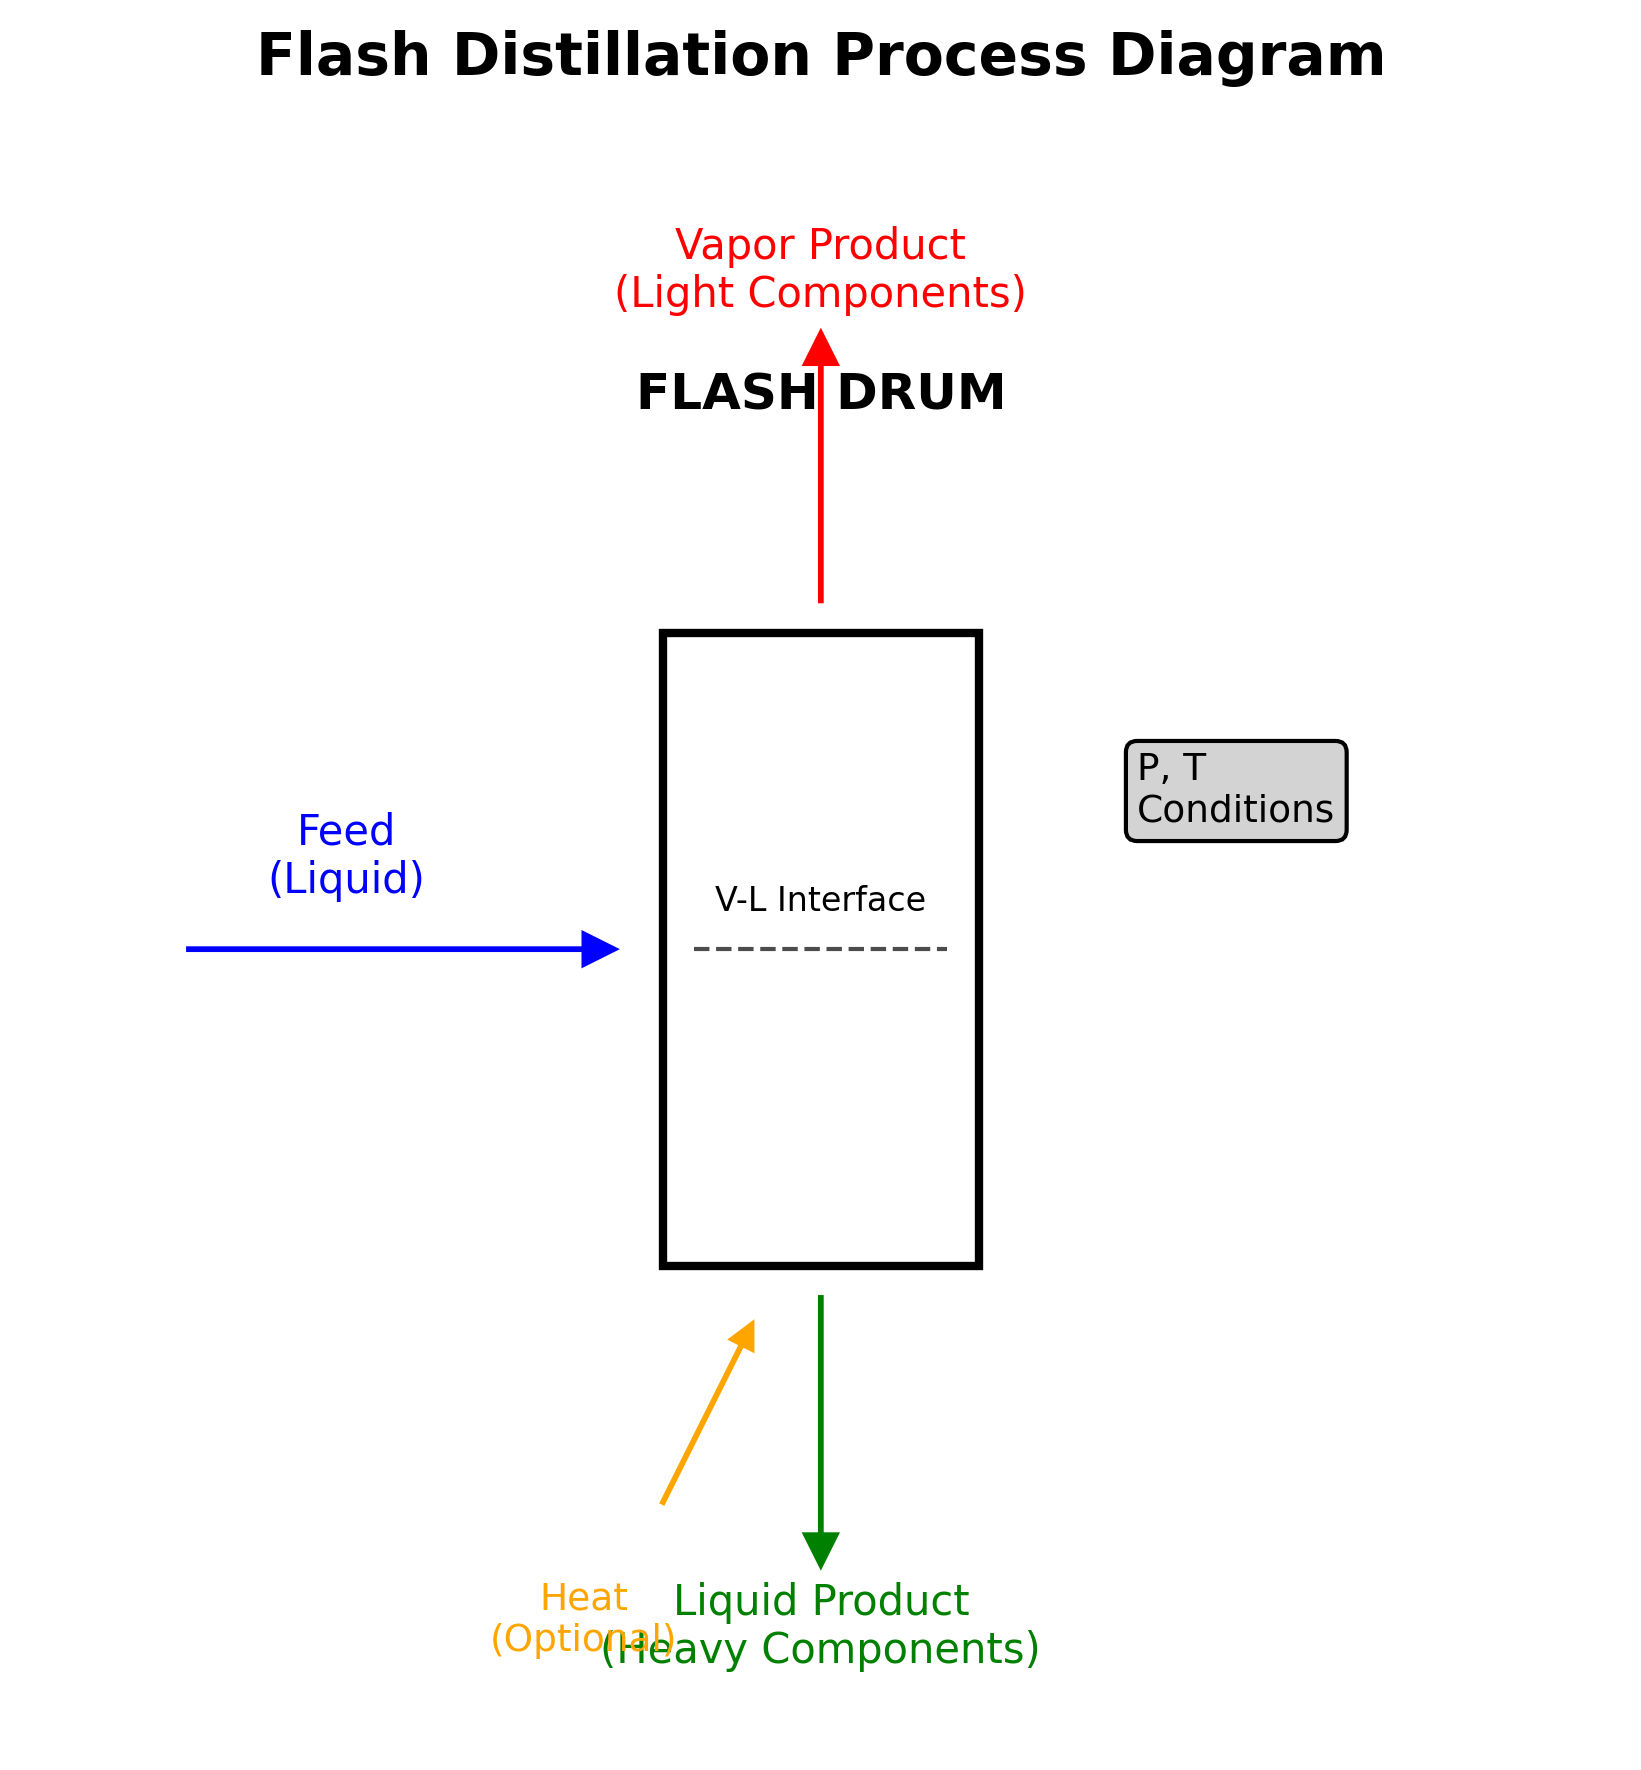 Flash Distillation Process Diagram
Vapor Product
(Light Components)
FLASH DRUM
P, T
Conditions
Feed
(Liquid)
V-L Interface
Heat
(Optional)
Liquid Product
(Heavy Components)